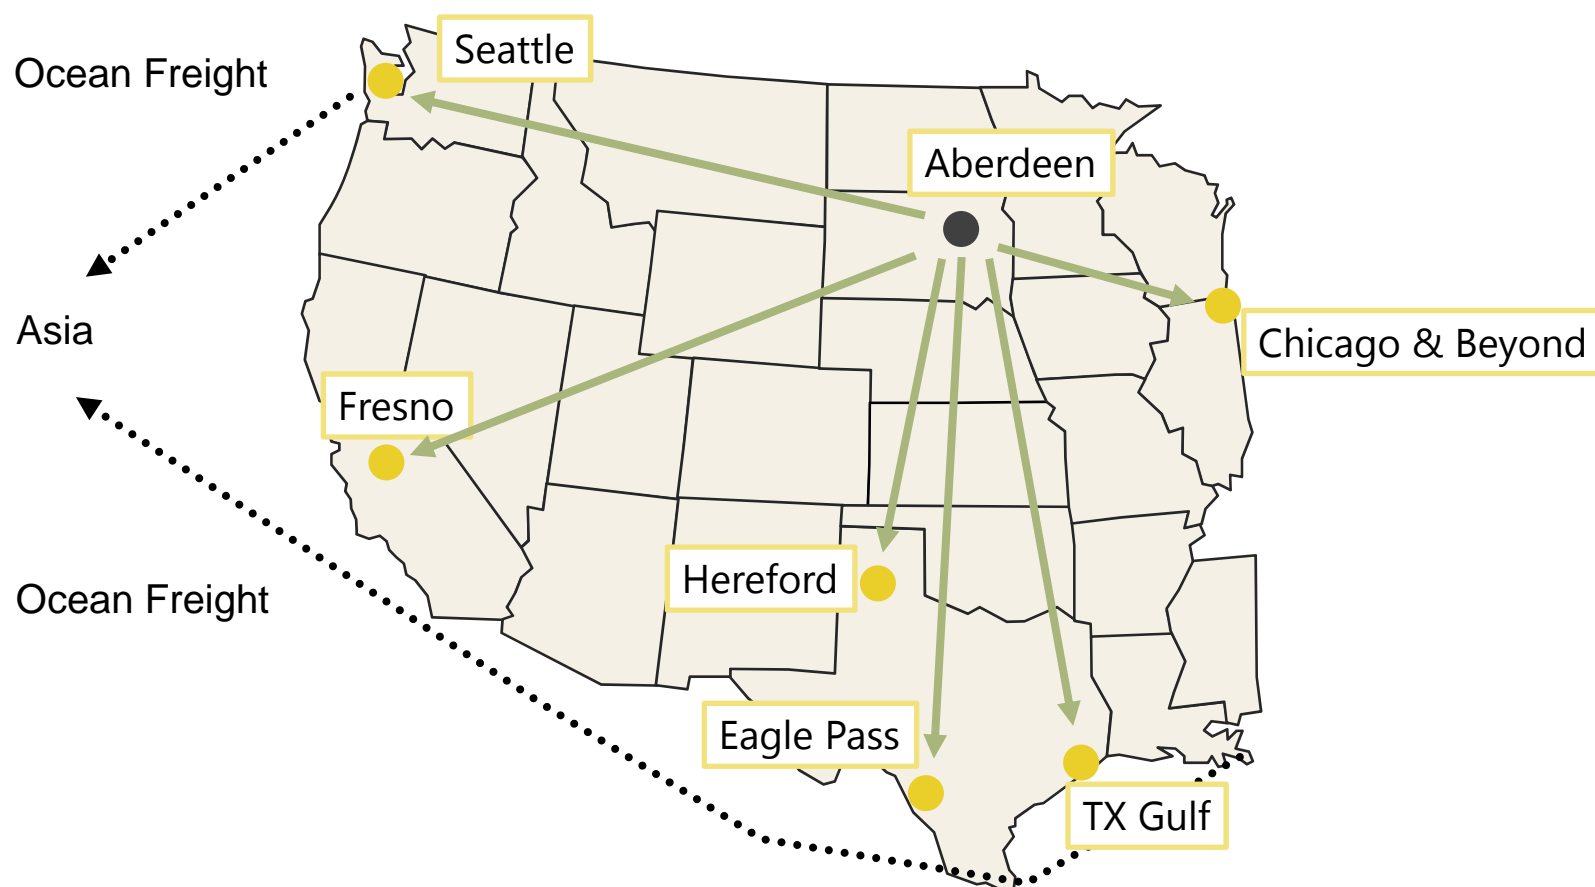 Seattle
Ocean Freight
Aberdeen
Asia
Chicago & Beyond
Fresno
Hereford
Ocean Freight
Eagle Pass
TX Gulf